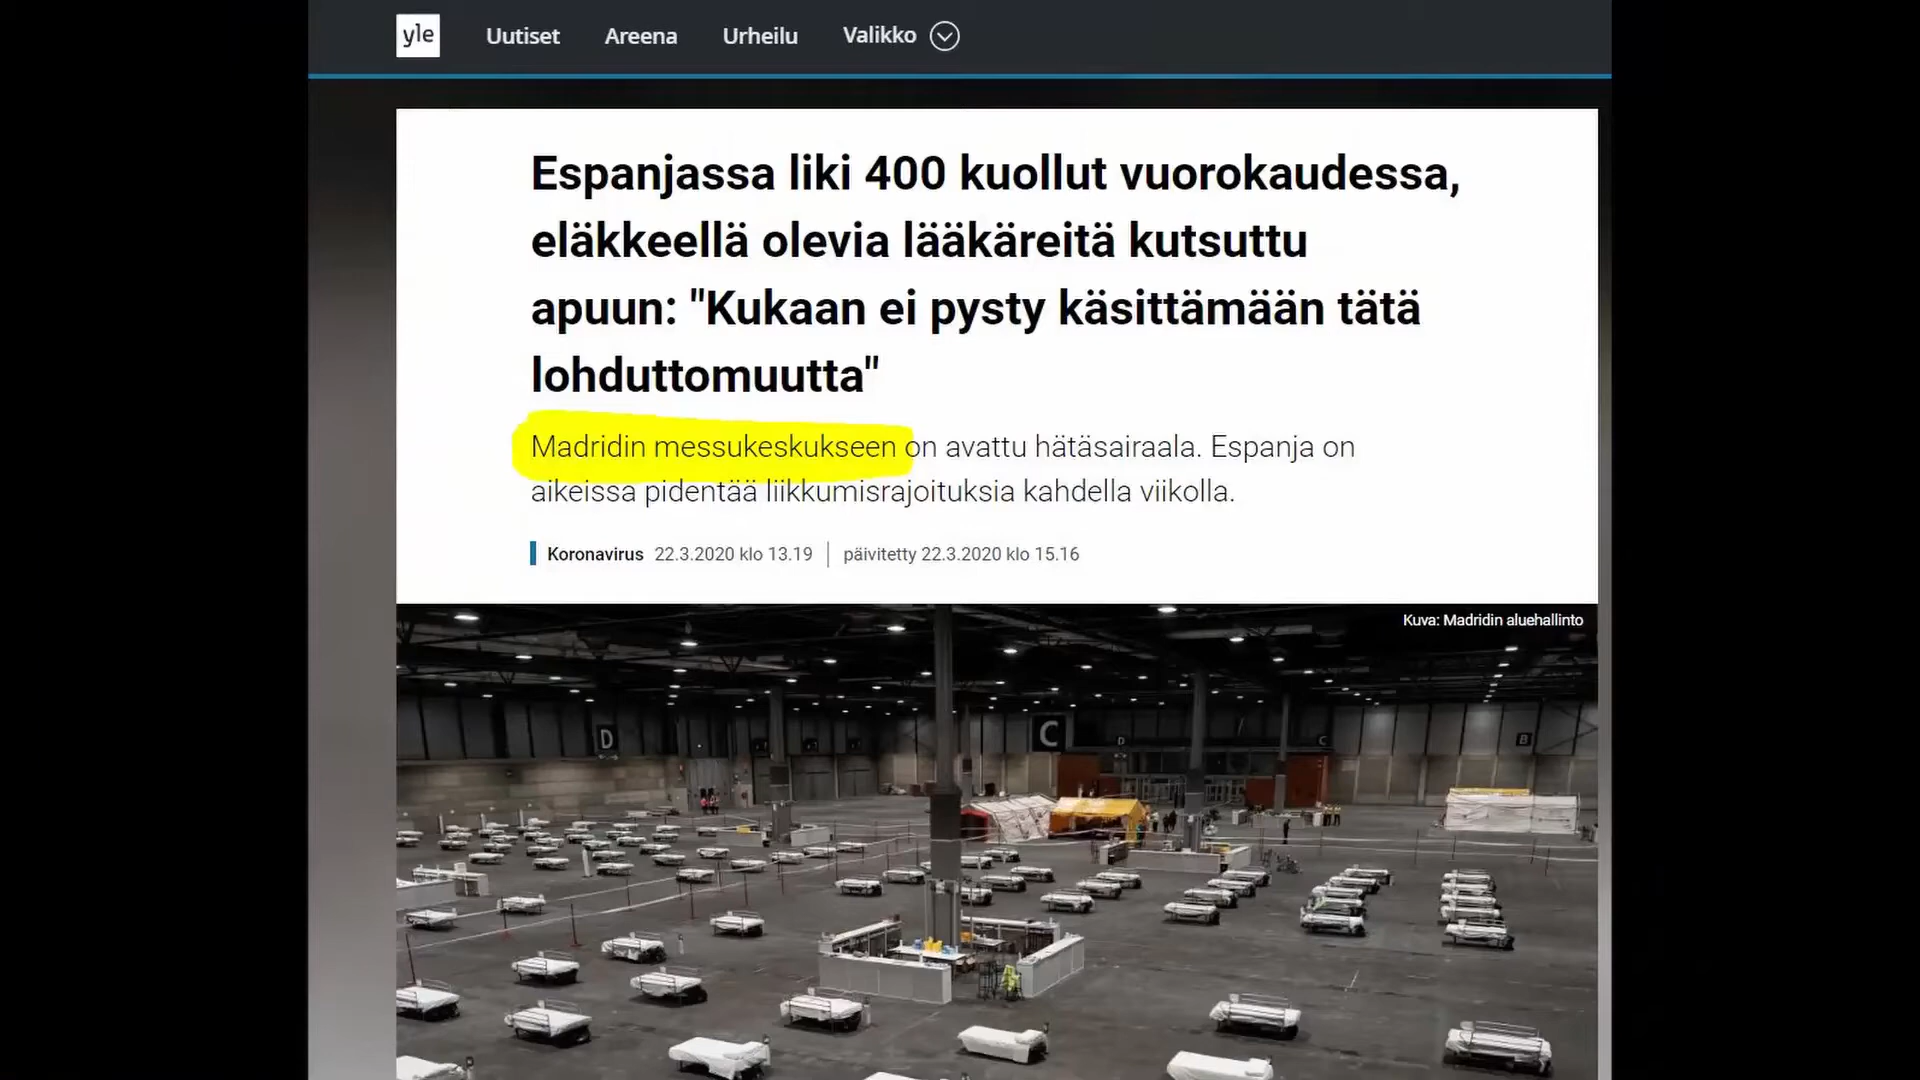 yle Uutiset Areena Urheilu Valikko
Espanjassa liki 400 kuollut vuorokaudessa,
eläkkeellä olevia lääkäreitä kutsuttu
apuun: "Kukaan ei pysty käsittämään tätä
lohduttomuutta"
Madridin messukeskukseen on avattu hätäsairaala. Espanja on
aikeissa pidentää liikkumisrajoituksia kahdella viikolla.
Koronavirus 22.3.2020 klo 13.19 päivitetty 22.3.2020 klo 15.16
Kuva: Madridin aluehallinto
D C D C B